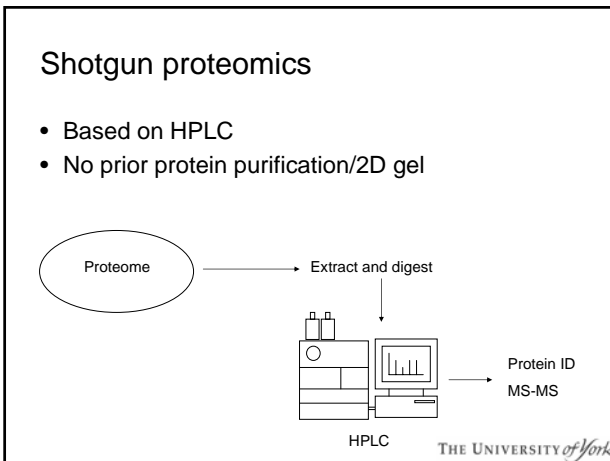 Shotgun proteomics
• Based on HPLC
• No prior protein purification/2D gel
Proteome
Extract and digest
Protein ID
MS-MS
HPLC
THE UNIVERSITY of York